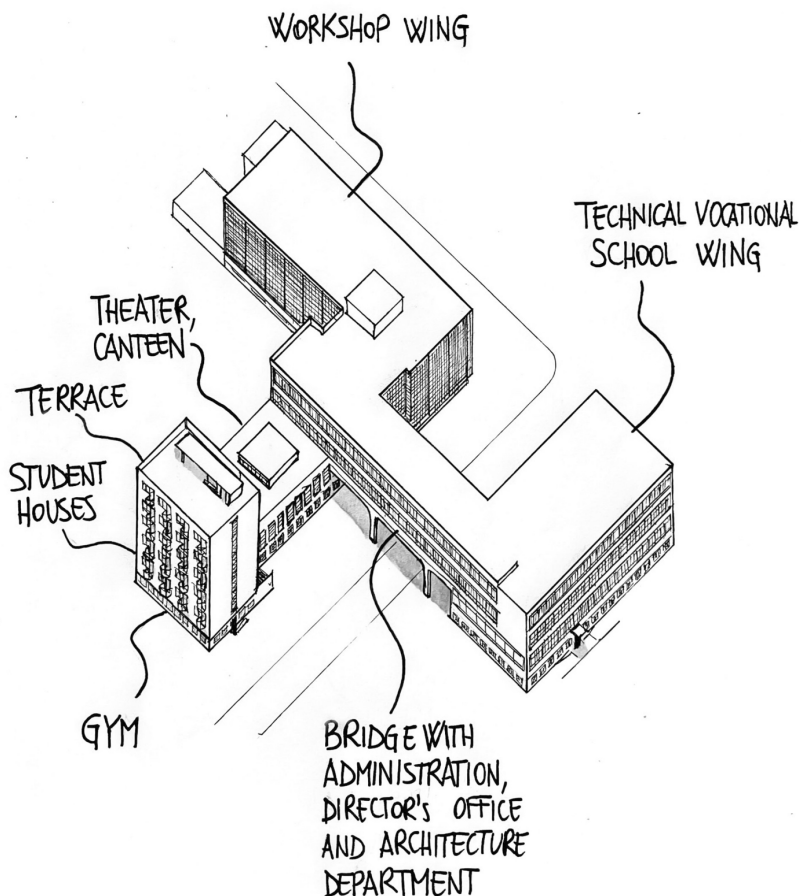 WORKSHOP WING
TECHNICAL VOCATIONAL
SCHOOL WING
THEATER,
CANTEEN
TERRACE
STUDENT
HOUSES
GYM
BRIDGE WITH
ADMINISTRATION,
DIRECTOR'S OFFICE
AND ARCHITECTURE
DEPARTMENT